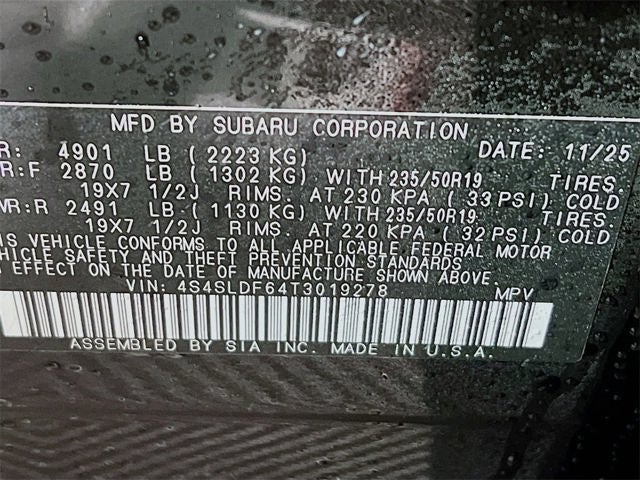 MFD BY SUBARU CORPORATION DATE: 11/25
R: 4901 LB ( 2223 KG)
R:F 2870 LB ( 1302 KG) WITH 235/50R19 TIRES.
19X7 1/2J RIMS. AT 230 KPA ( 33 PSI) COLD
WR:R 2491 LB ( 1130 KG) WITH 235/50R19 TIRES
19X7 1/2J RIMS. AT 220 KPA ( 32 PSI) COLD
IS VEHICLE CONFORMS TO ALL APPLICABLE FEDERAL MOTOR
VEHICLE SAFETY AND THEFT PREVENTION STANDARDS
N EFFECT ON THE DATE OF MANUFACTURE SHOWN ABOVE.
VIN: 4S4SLDF64T3019278 MPV
ASSEMBLED BY SIA INC. MADE IN U.S.A.